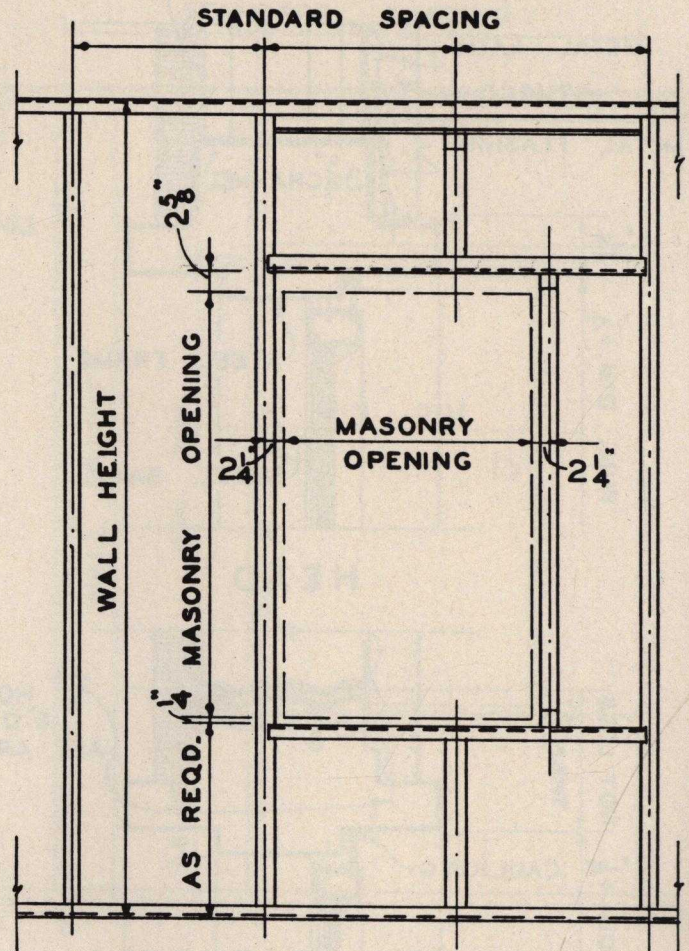 STANDARD SPACING
2 5/8"
WALL HEIGHT
MASONRY OPENING
MASONRY
OPENING
2 1/4"
2 1/4"
1/4"
AS REQD.
HEAD